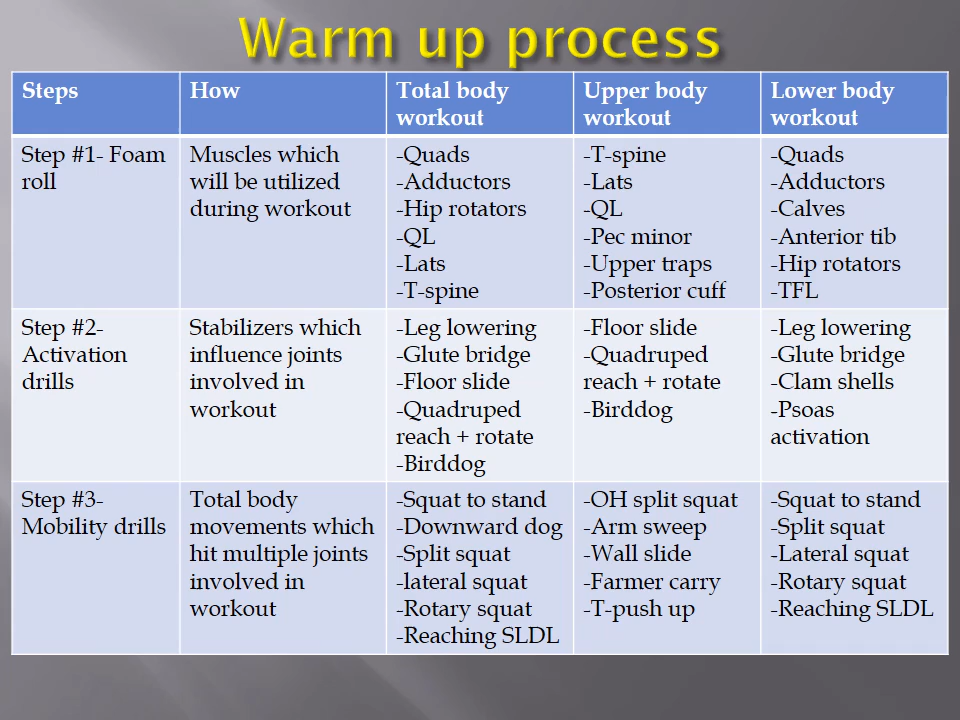 Warm up process
Steps
How
Total body
workout
Upper body
workout
Lower body
workout
Step #1- Foam
roll
Muscles which
will be utilized
during workout
-Quads
-Adductors
-Hip rotators
-QL
-Lats
-T-spine
-T-spine
-Lats
-QL
-Pec minor
-Upper traps
-Posterior cuff
-Quads
-Adductors
-Calves
-Anterior tib
-Hip rotators
-TFL
Step #2-
Activation
drills
Stabilizers which
influence joints
involved in
workout
-Leg lowering
-Glute bridge
-Floor slide
-Quadruped
reach + rotate
-Birddog
-Floor slide
-Quadruped
reach + rotate
-Birddog
-Leg lowering
-Glute bridge
-Clam shells
-Psoas
activation
Step #3-
Mobility drills
Total body
movements which
hit multiple joints
involved in
workout
-Squat to stand
-Downward dog
-Split squat
-lateral squat
-Rotary squat
-Reaching SLDL
-OH split squat
-Arm sweep
-Wall slide
-Farmer carry
-T-push up
-Squat to stand
-Split squat
-Lateral squat
-Rotary squat
-Reaching SLDL